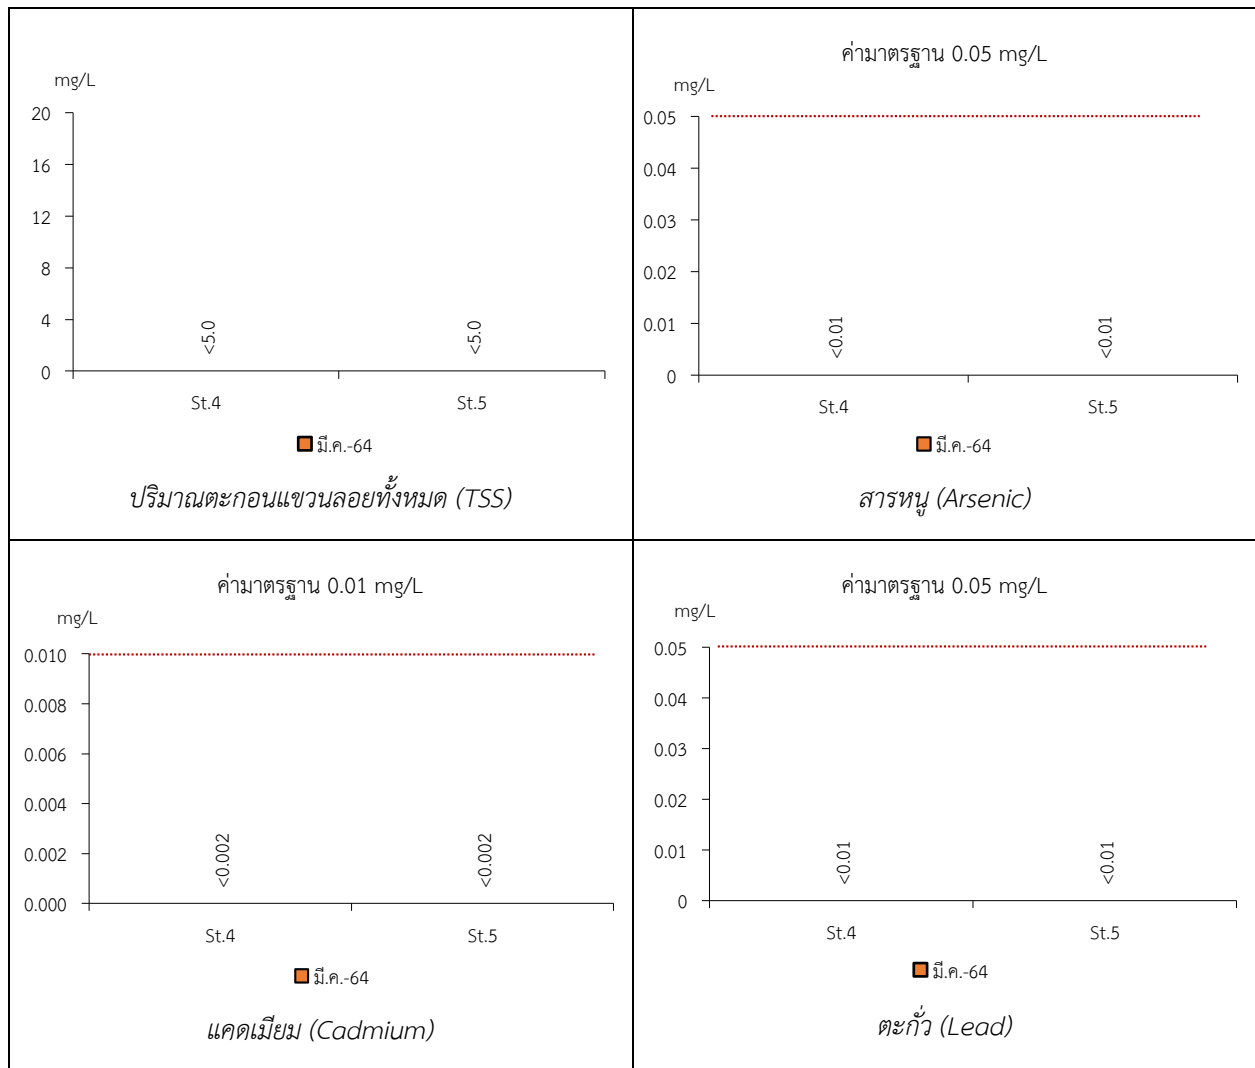 mg/L
20
16
12
8
4
0
<5.0
<5.0
St.4
St.5
มี.ค.-64
ปริมาณตะกอนแขวนลอยทั้งหมด (TSS)
ค่ามาตรฐาน 0.05 mg/L
mg/L
0.05
0.04
0.03
0.02
0.01
0
<0.01
<0.01
St.4
St.5
มี.ค.-64
สารหนู (Arsenic)
ค่ามาตรฐาน 0.01 mg/L
mg/L
0.010
0.008
0.006
0.004
0.002
0.000
<0.002
<0.002
St.4
St.5
มี.ค.-64
แคดเมียม (Cadmium)
ค่ามาตรฐาน 0.05 mg/L
mg/L
0.05
0.04
0.03
0.02
0.01
0
<0.01
<0.01
St.4
St.5
มี.ค.-64
ตะกั่ว (Lead)